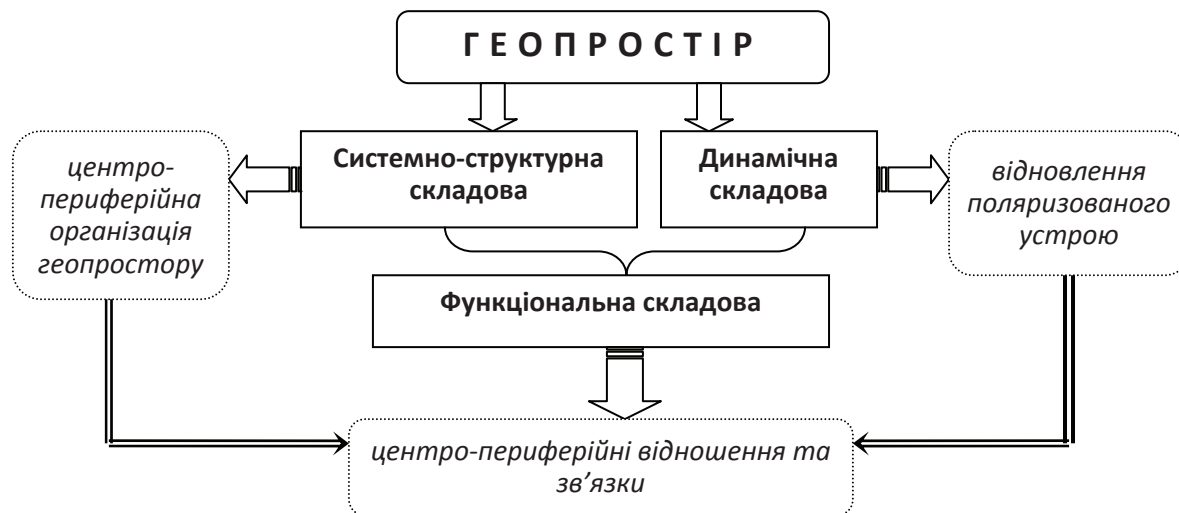 Г Е О П Р О С Т І Р
Системно-структурна
складова
Динамічна
складова
центро-
периферійна
організація
геопростору
відновлення
поляризованого
устрою
Функціональна складова
центро-периферійні відношення та
зв’язки